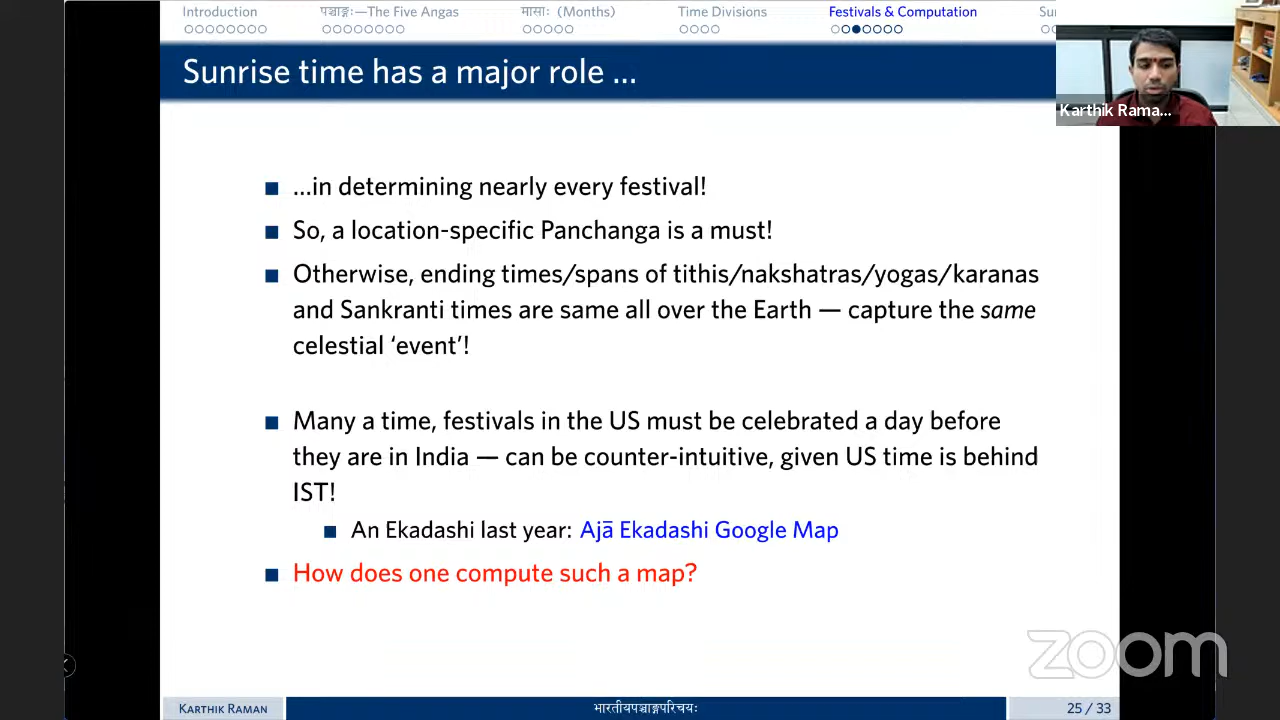 Introduction
पञ्चाङ्गः—The Five Angas
मासाः (Months)
Time Divisions
Festivals & Computation
Sunrise time has a major role ...
Karthik Rama...
...in determining nearly every festival!
So, a location-specific Panchanga is a must!
Otherwise, ending times/spans of tithis/nakshatras/yogas/karanas
and Sankranti times are same all over the Earth — capture the same
celestial ‘event’!
Many a time, festivals in the US must be celebrated a day before
they are in India — can be counter-intuitive, given US time is behind
IST!
An Ekadashi last year: Ajā Ekadashi Google Map
How does one compute such a map?
zoom
Karthik Raman
भारतीयपञ्चाङ्गपरिचयः
25 / 33